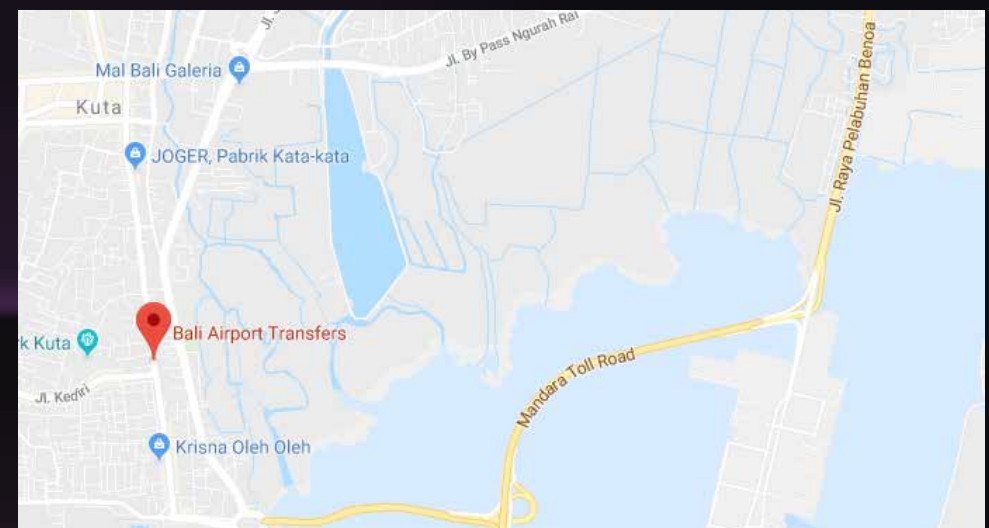 Jl. By Pass Ngurah Rai
Mal Bali Galeria
Kuta
JOGER, Pabrik Kata-kata
Jl. Raya Pelabuhan Benoa
Bali Airport Transfers
rk Kuta
Mandara Toll Road
Jl. Kediri
Krisna Oleh Oleh